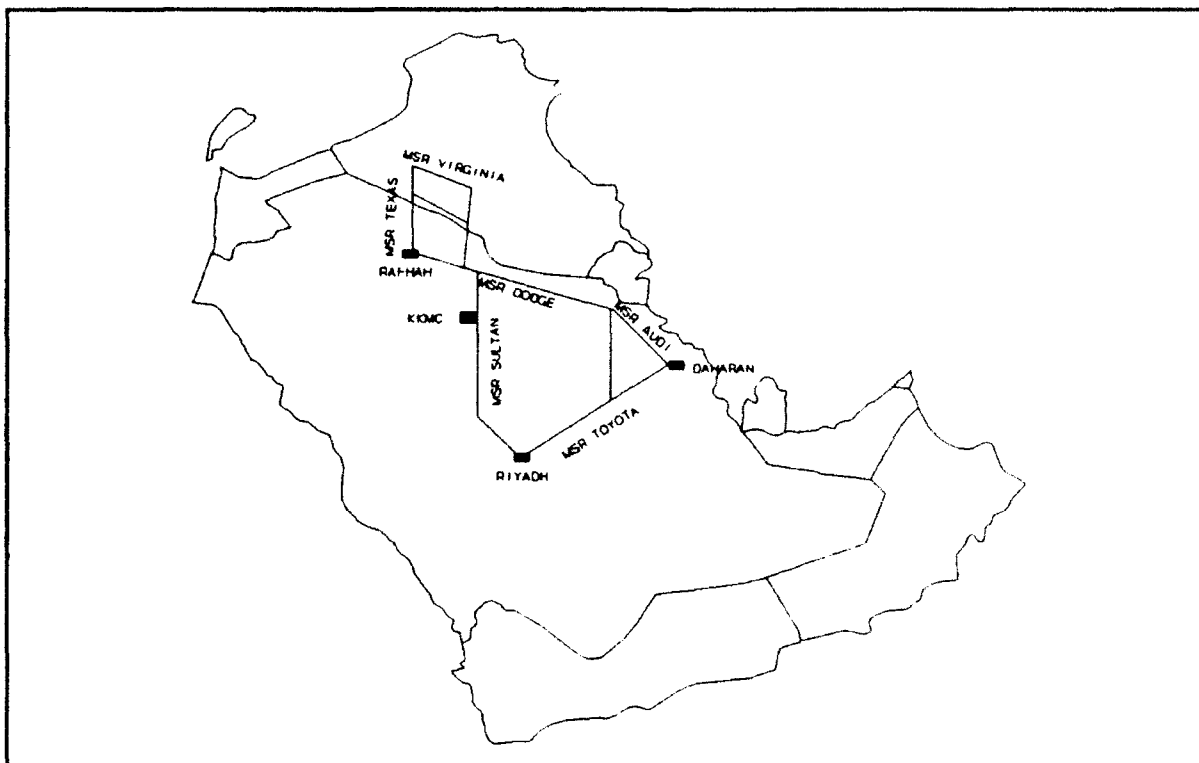 MSR VIRGINIA
MSR TEXAS
RAFHAH
MSR DODGE
KKMC
MSR SULTAN
MSR AUDI
DAHARAN
MSR TOYOTA
RIYADH